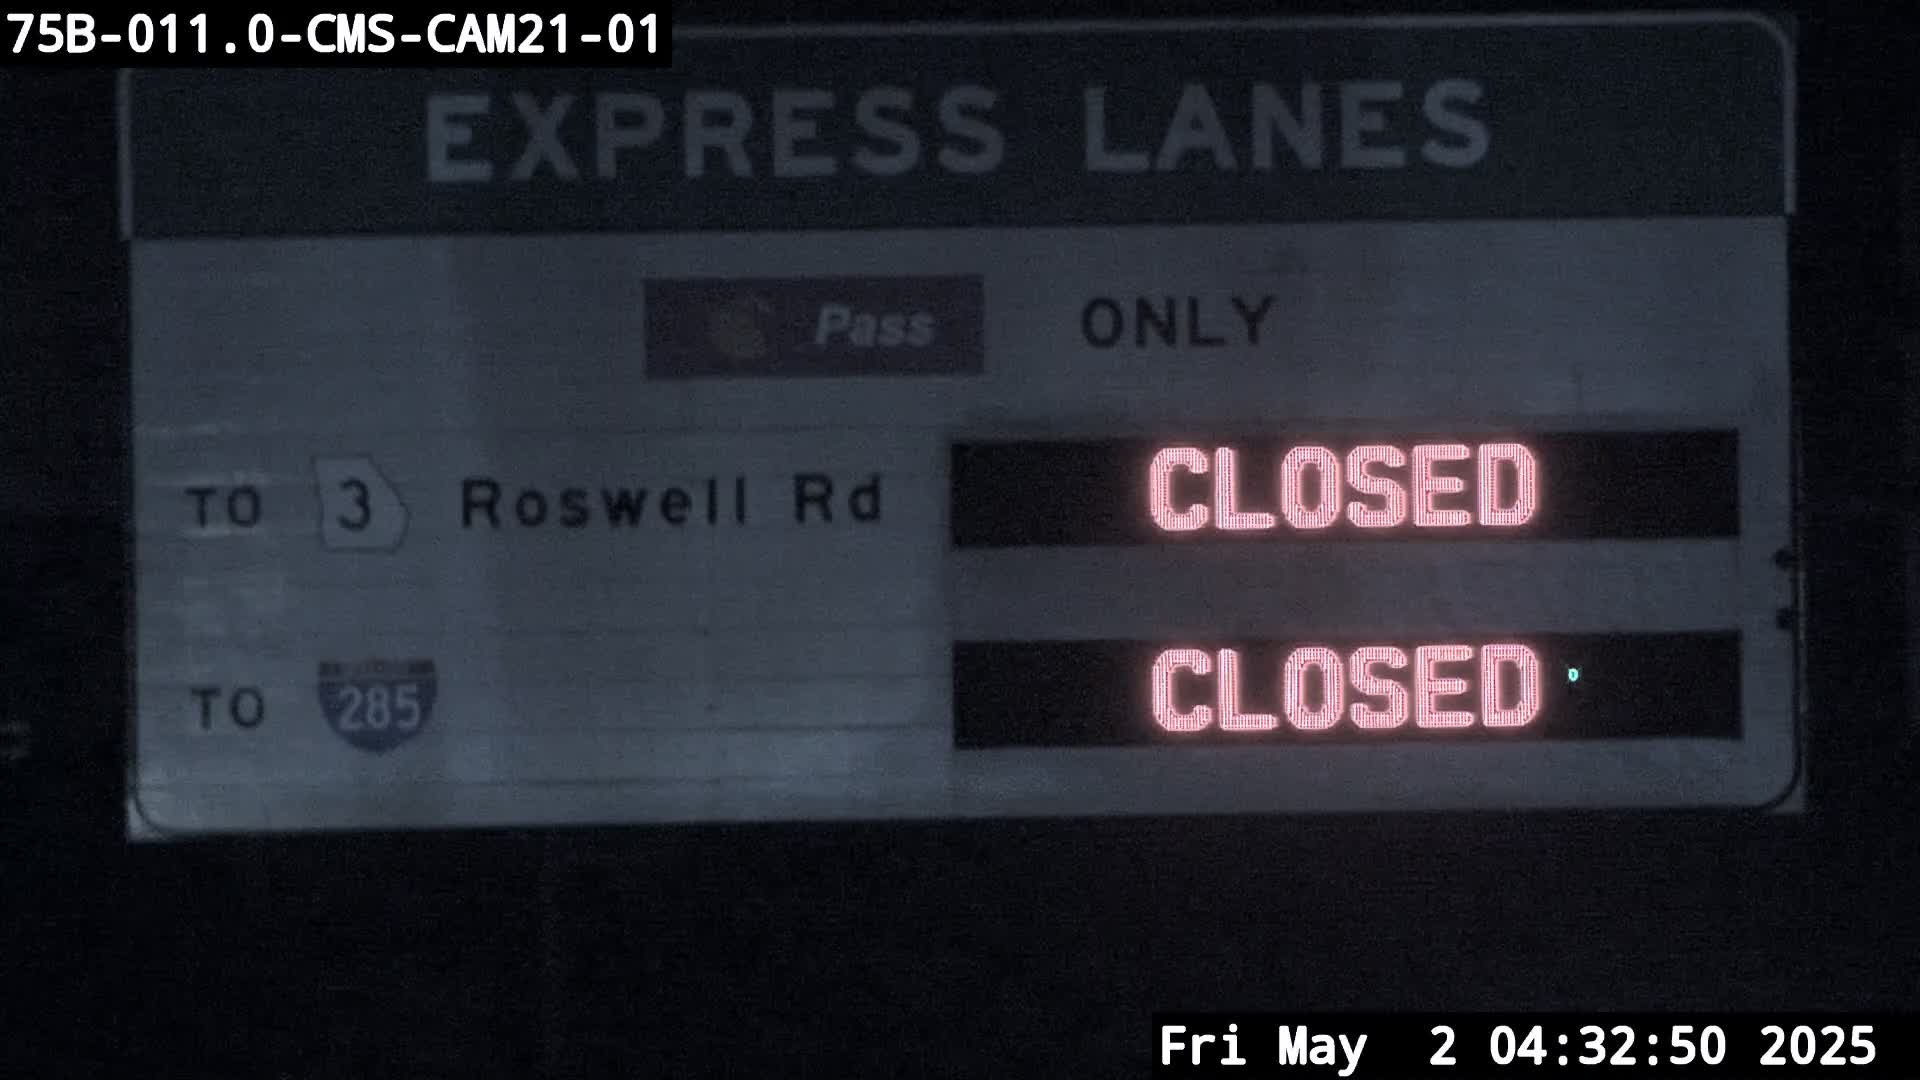 75B-011.0-CMS-CAM21-01
EXPRESS LANES
Pass ONLY
TO 3 Roswell Rd CLOSED
TO 285 CLOSED
Fri May 2 04:32:50 2025